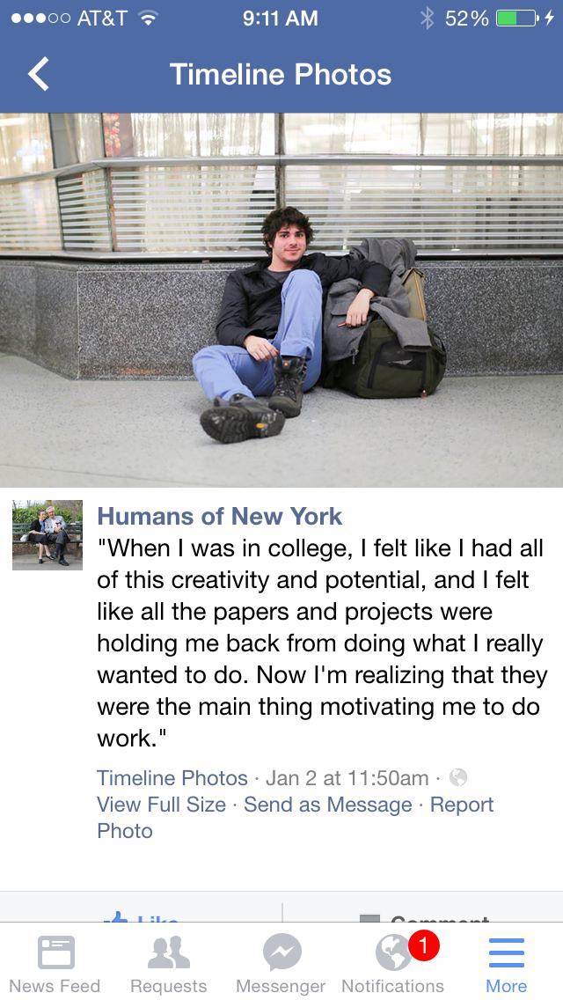 AT&T 9:11 AM 52%
Timeline Photos
Humans of New York
"When I was in college, I felt like I had all
of this creativity and potential, and I felt
like all the papers and projects were
holding me back from doing what I really
wanted to do. Now I'm realizing that they
were the main thing motivating me to do
work."
Timeline Photos · Jan 2 at 11:50am ·
View Full Size · Send as Message · Report
Photo
Like Comment
1
News Feed Requests Messenger Notifications More